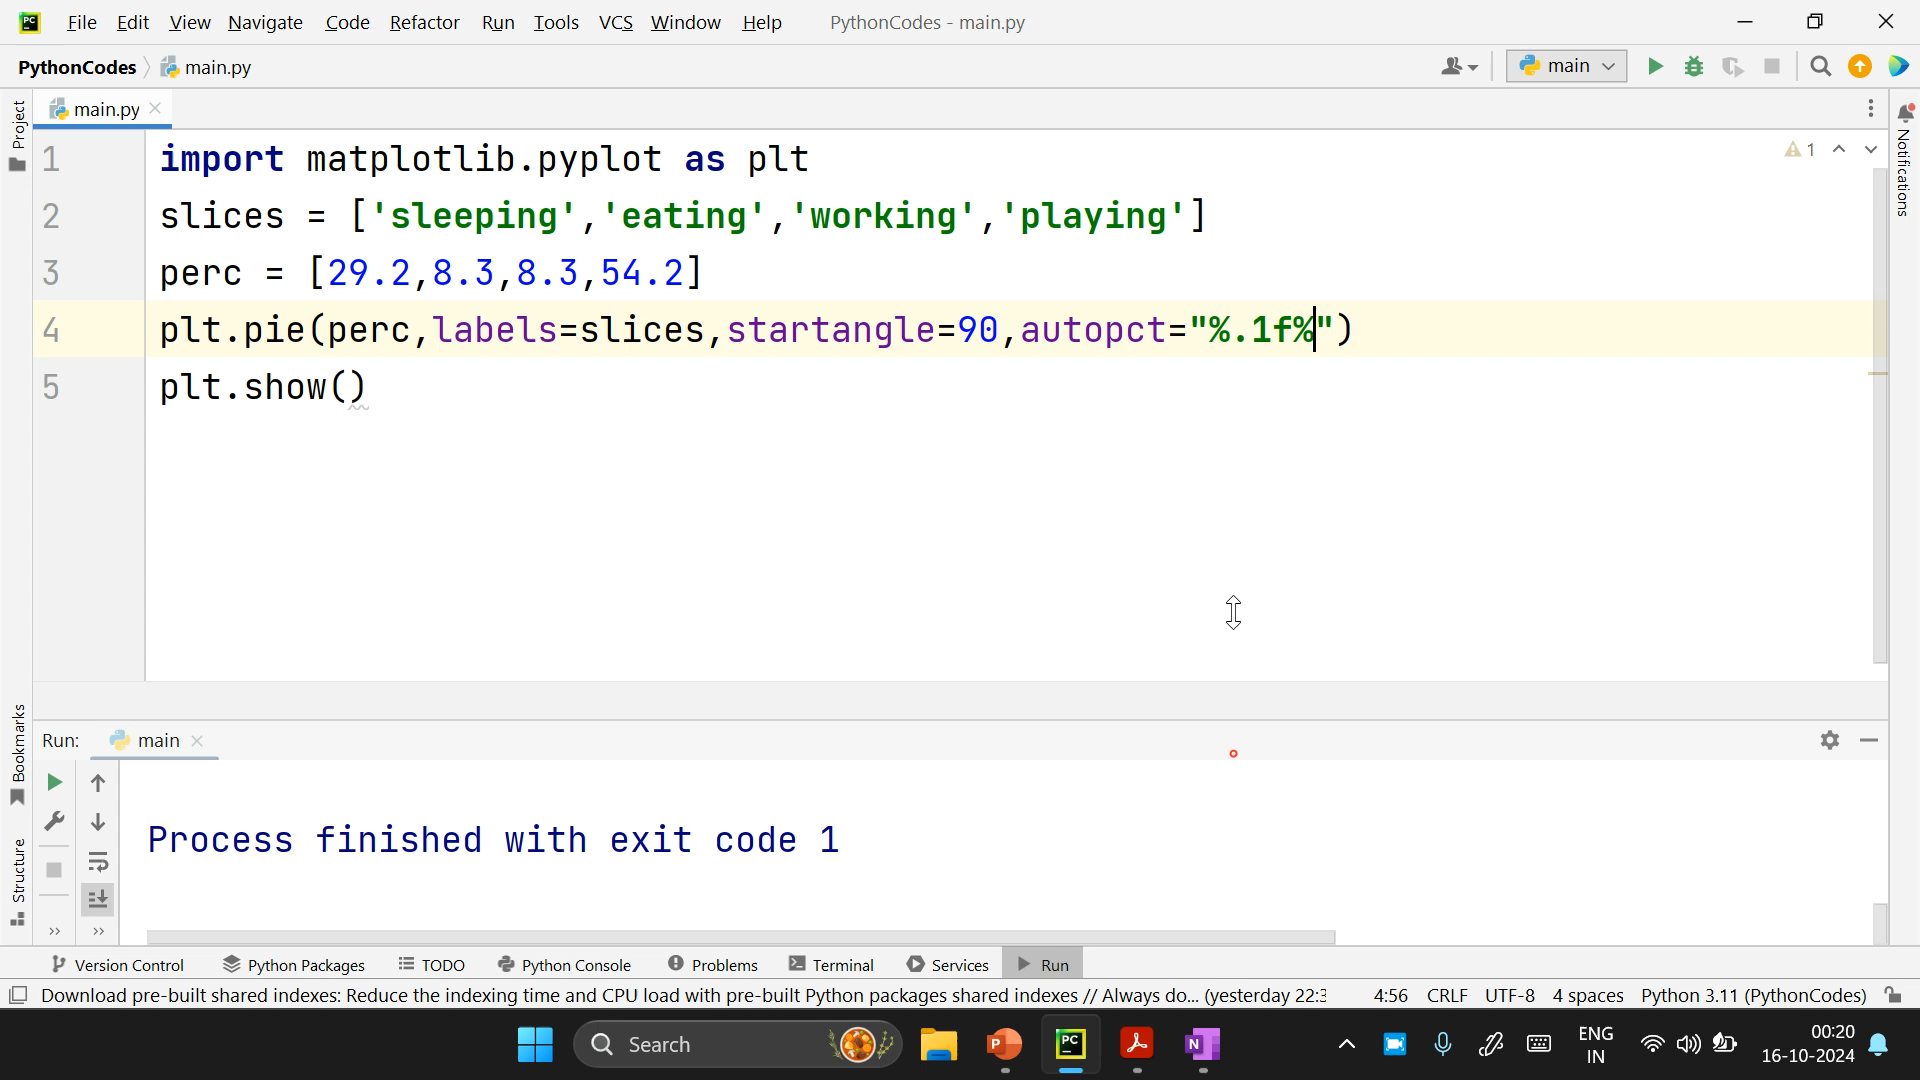 PC File Edit View Navigate Code Refactor Run Tools VCS Window Help PythonCodes - main.py
PythonCodes main.py main
Project main.py
1 import matplotlib.pyplot as plt 1
2 slices = ['sleeping','eating','working','playing']
3 perc = [29.2,8.3,8.3,54.2]
4 plt.pie(perc,labels=slices,startangle=90,autopct="%.1f%")
5 plt.show()
Notifications
Bookmarks
Structure
Run: main
Process finished with exit code 1
Version Control Python Packages TODO Python Console Problems Terminal Services Run
Download pre-built shared indexes: Reduce the indexing time and CPU load with pre-built Python packages shared indexes // Always do... (yesterday 22:3 4:56 CRLF UTF-8 4 spaces Python 3.11 (PythonCodes)
Search P PC N ENG 00:20
IN 16-10-2024